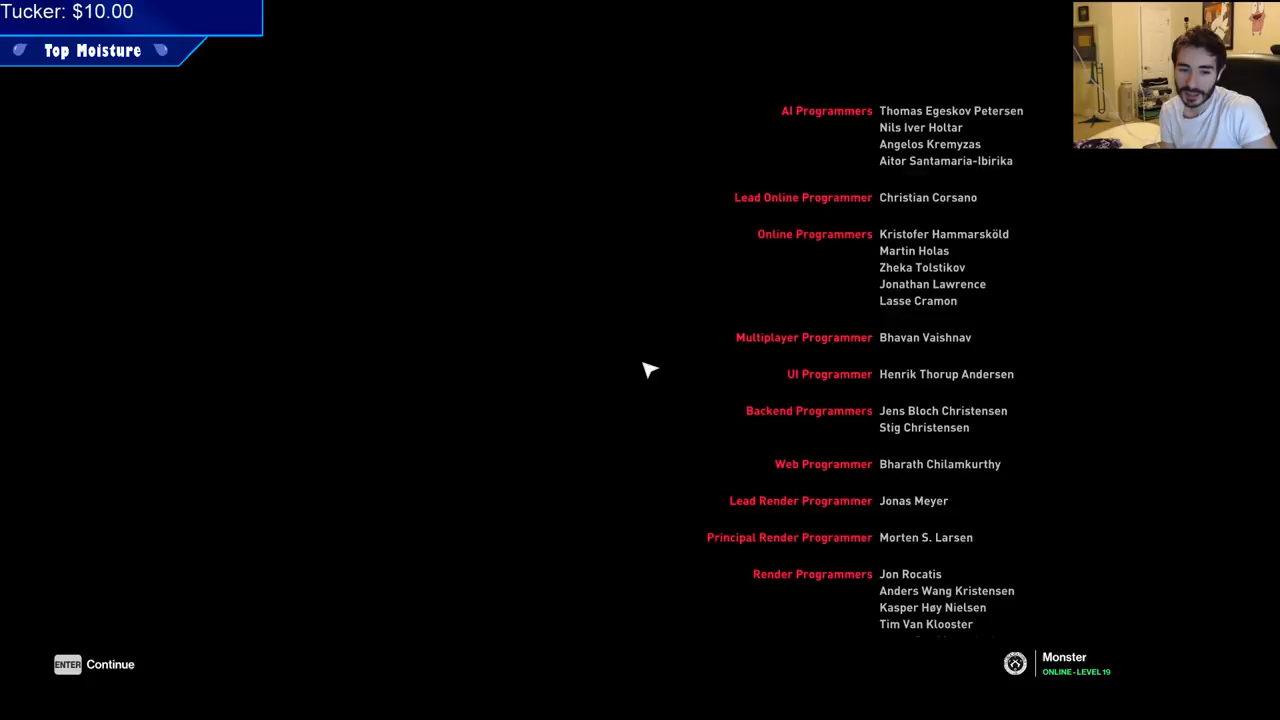 Tucker: $10.00
Top Moisture
AI Programmers Thomas Egeskov Petersen
Nils Iver Holtar
Angelos Kremyzas
Aitor Santamaria-Ibirika
Lead Online Programmer Christian Corsano
Online Programmers Kristofer Hammarsköld
Martin Holas
Zheka Tolstikov
Jonathan Lawrence
Lasse Cramon
Multiplayer Programmer Bhavan Vaishnav
UI Programmer Henrik Thorup Andersen
Backend Programmers Jens Bloch Christensen
Stig Christensen
Web Programmer Bharath Chilamkurthy
Lead Render Programmer Jonas Meyer
Principal Render Programmer Morten S. Larsen
Render Programmers Jon Rocatis
Anders Wang Kristensen
Kasper Høy Nielsen
Tim Van Klooster
ENTER Continue
Monster
ONLINE - LEVEL 19